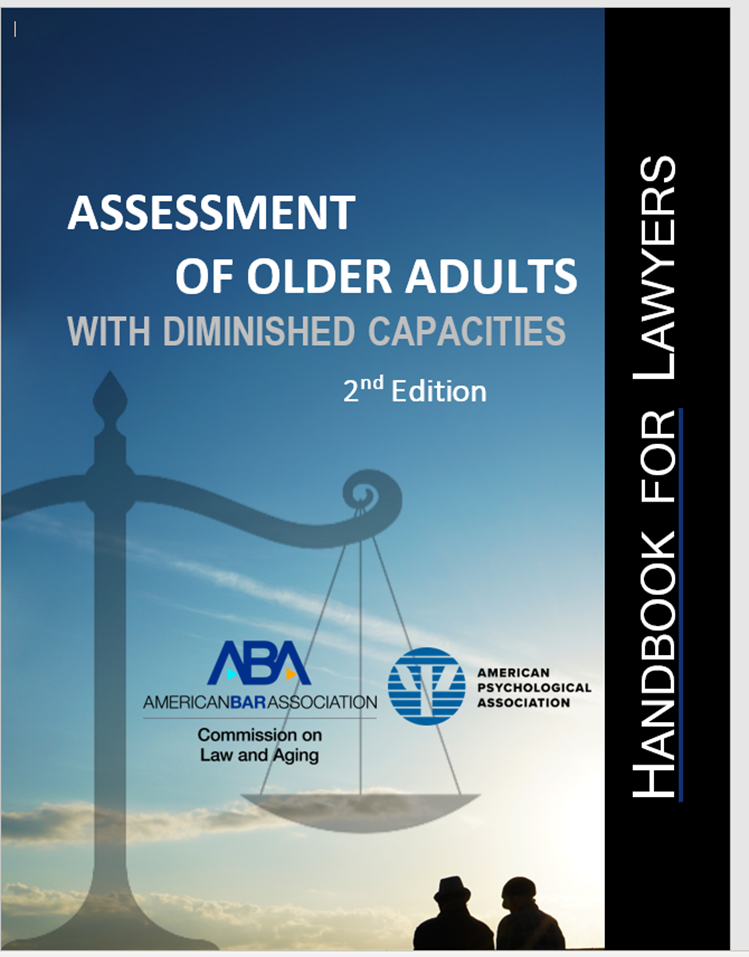 ASSESSMENT
OF OLDER ADULTS
WITH DIMINISHED CAPACITIES
2nd Edition
ABA
AMERICANBARASSOCIATION
Commission on
Law and Aging
AMERICAN
PSYCHOLOGICAL
ASSOCIATION
HANDBOOK FOR LAWYERS